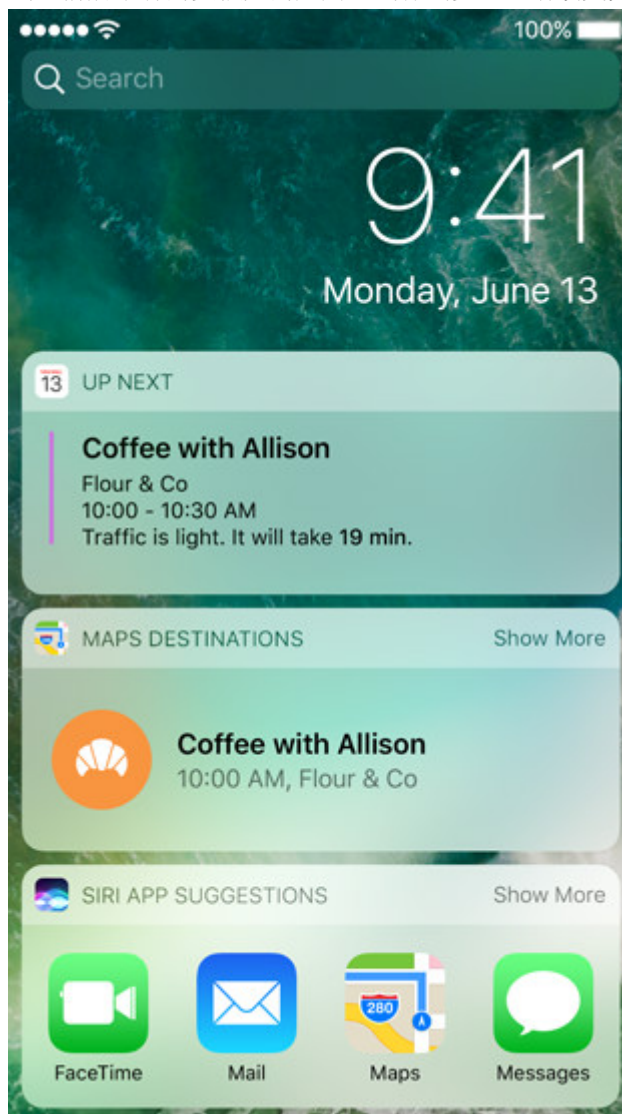 100%
Search
9:41
Monday, June 13
13 UP NEXT
Coffee with Allison
Flour & Co
10:00 - 10:30 AM
Traffic is light. It will take 19 min.
MAPS DESTINATIONS Show More
Coffee with Allison
10:00 AM, Flour & Co
SIRI APP SUGGESTIONS Show More
280
FaceTime Mail Maps Messages